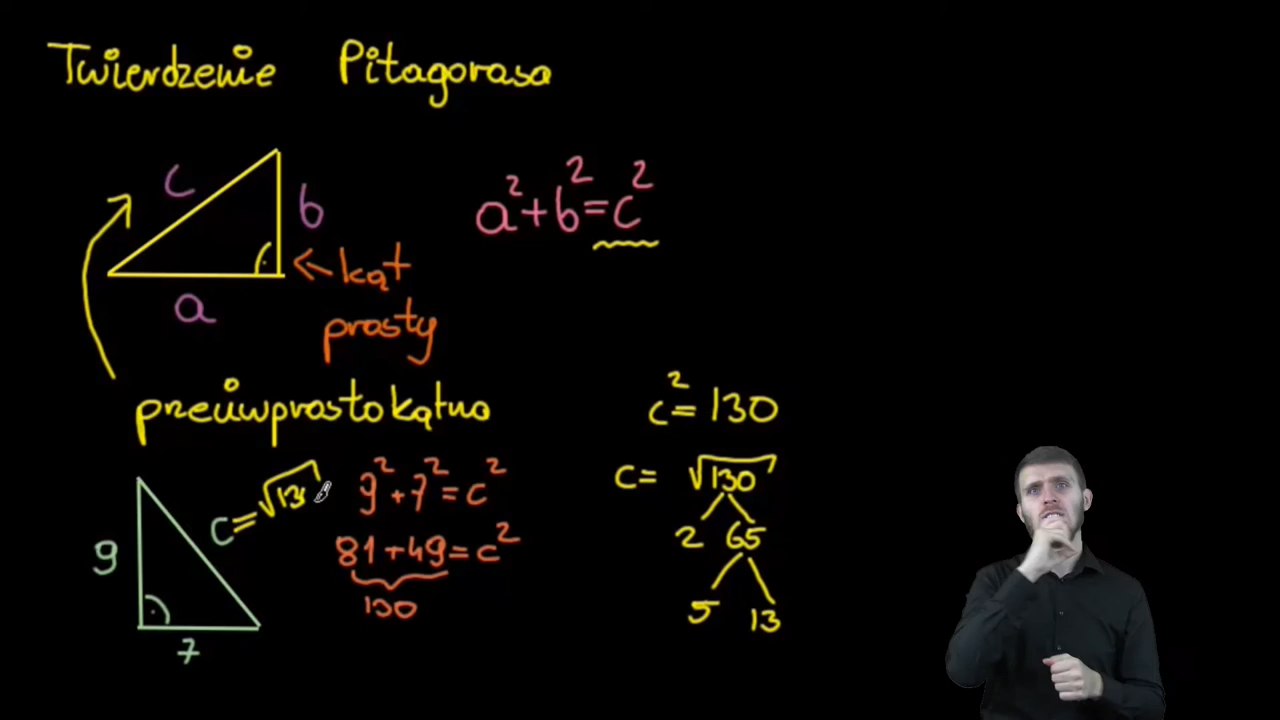 Twierdzenie Pitagorasa
c
b
a
a²+b²=c²
← kąt
prosty
przeciwprostokątna
9
7
c=√13
9²+7²=c²
81+49=c²
130
c²=130
c= √130
2 65
5 13